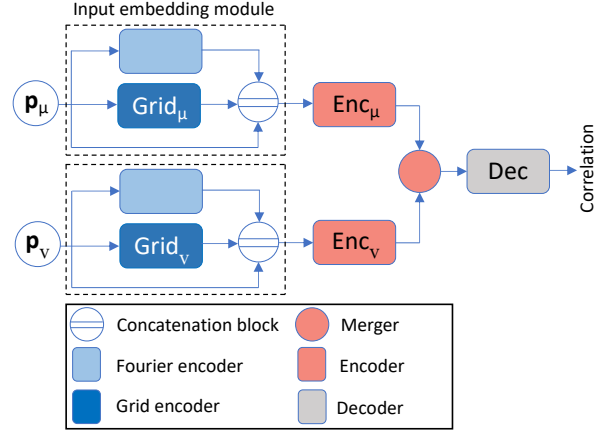 Input embedding module
pμ
Gridμ
Encμ
Dec
Correlation
pν
Gridν
Encν
Concatenation block
Merger
Fourier encoder
Encoder
Grid encoder
Decoder